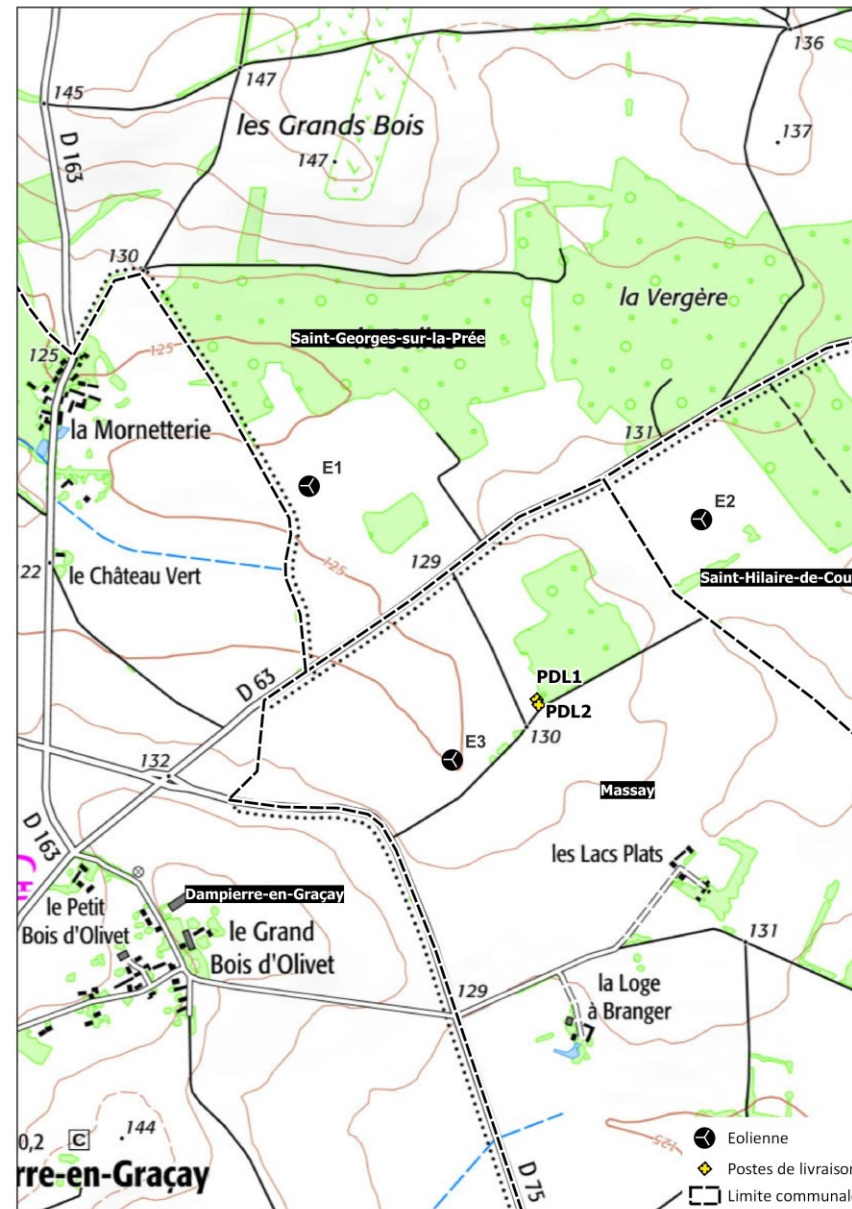 136
147
145
D 163
les Grands Bois
147
137
130
la Vergère
Saint-Georges-sur-la-Prée
125
125
la Mornetterie
131
E1
E2
129
125
22
le Château Vert
Saint-Hilaire-de-Cou
D 63
PDL1
PDL2
130
E3
132
Massay
D 163
les Lacs Plats
Dampierre-en-Graçay
le Petit
Bois d'Olivet
le Grand
Bois d'Olivet
131
129
la Loge
à Branger
0,2
C
144
125
rre-en-Graçay
D 75
Eolienne
Postes de livraison
Limite communale